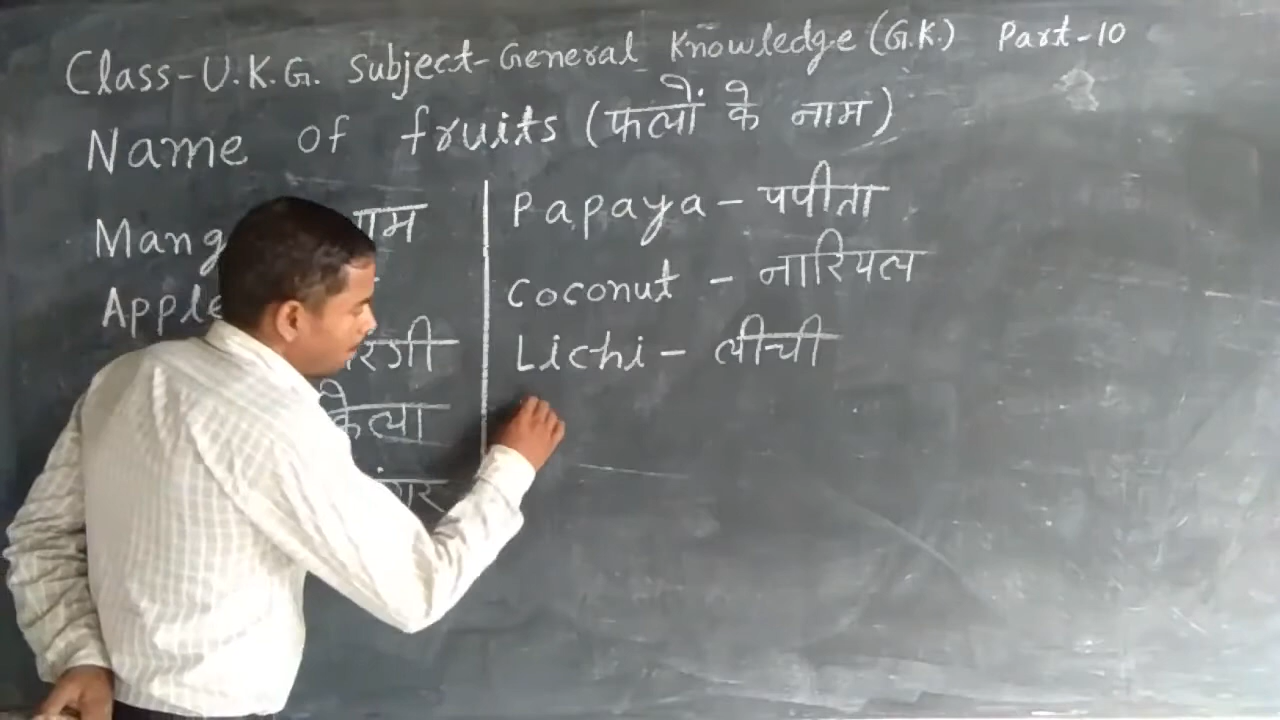 Class-U.K.G. Subject-General Knowledge (G.K.) Part-10
Name of fruits (फलों के नाम)
Mang
Apple
केला
Papaya - पपीता
Coconut - नारियल
Lichi - लीची